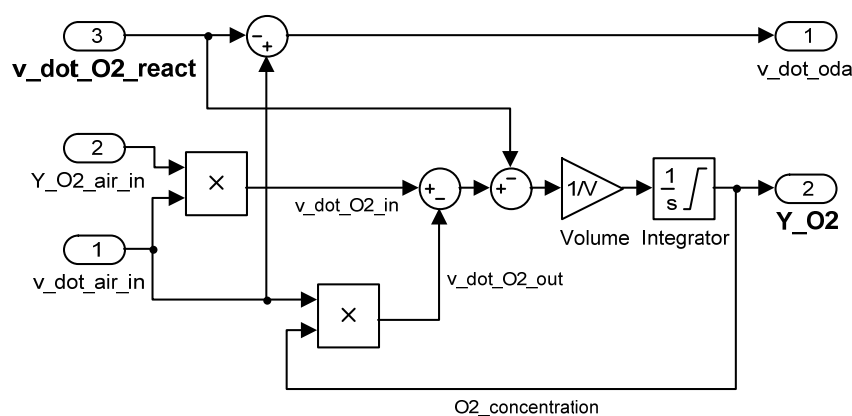 3
v_dot_O2_react
− +
1
v_dot_oda
2
Y_O2_air_in
×
v_dot_O2_in
+ −
+ −
1/V
Volume
1
s
Integrator
2
Y_O2
1
v_dot_air_in
×
v_dot_O2_out
O2_concentration